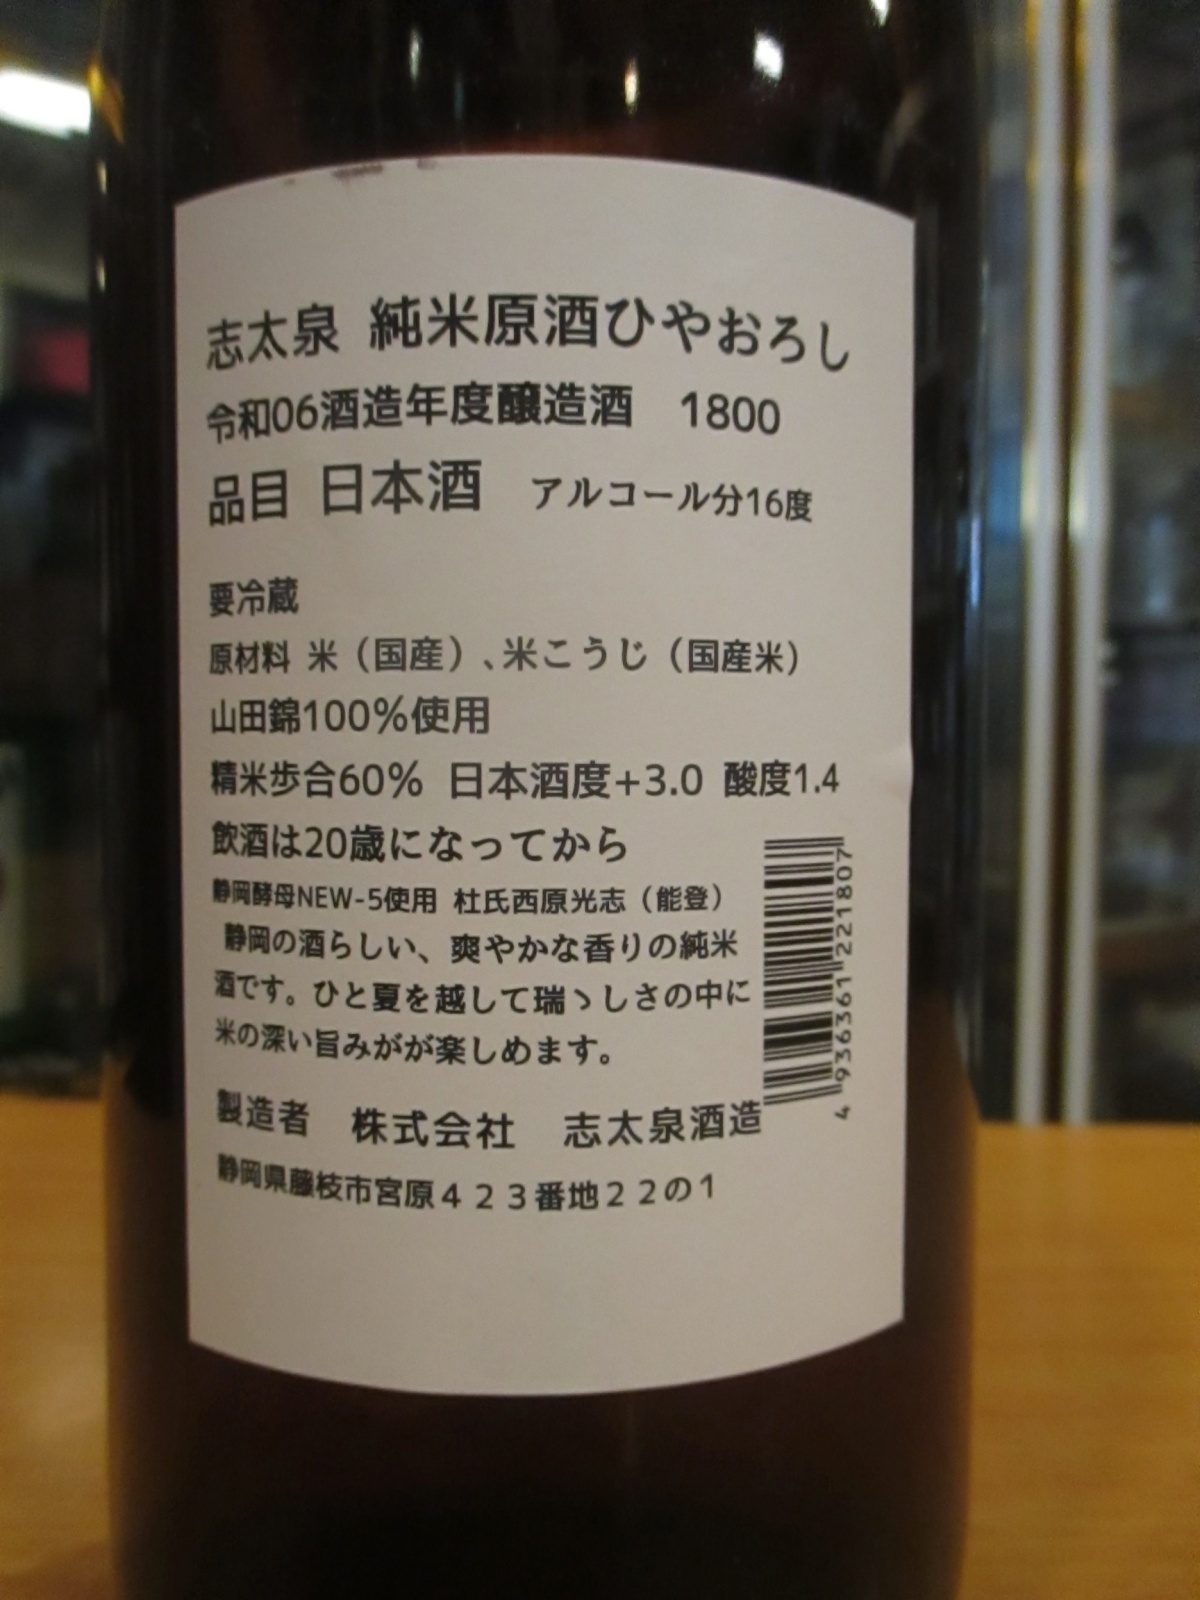 志太泉 純米原酒ひやおろし
令和06酒造年度醸造酒 1800
品目 日本酒 アルコール分16度
要冷蔵
原材料 米（国産）、米こうじ（国産米）
山田錦100%使用
精米歩合60% 日本酒度+3.0 酸度1.4
飲酒は20歳になってから
静岡酵母NEW-5使用 杜氏西原光志（能登）
静岡の酒らしい、爽やかな香りの純米
酒です。ひと夏を越して瑞ゝしさの中に
米の深い旨みがが楽しめます。
製造者 株式会社 志太泉酒造
静岡県藤枝市宮原４２３番地２２の１
4 936361 221807